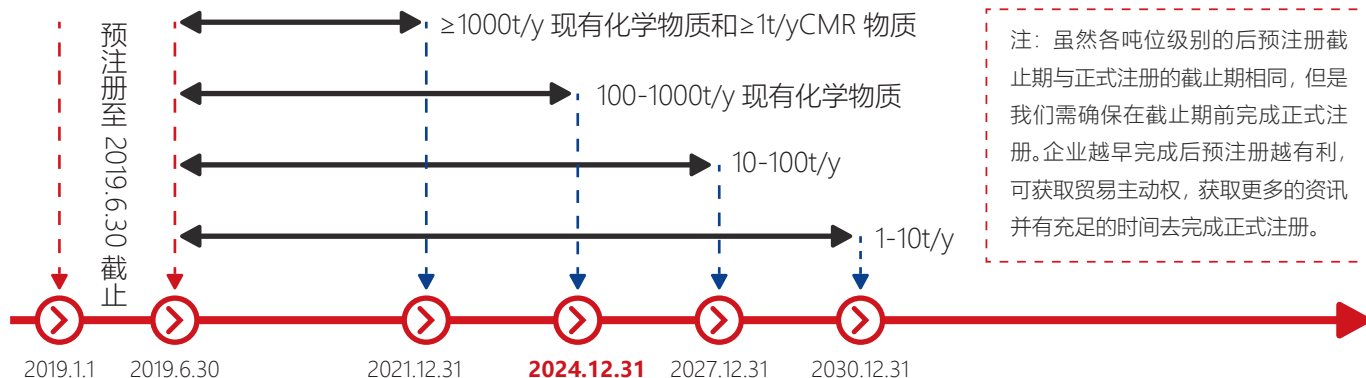 预注册至 2019.6.30 截止
≥1000t/y 现有化学物质和≥1t/yCMR 物质
100-1000t/y 现有化学物质
10-100t/y
1-10t/y
注：虽然各吨位级别的后预注册截
止期与正式注册的截止期相同，但是
我们需确保在截止期前完成正式注
册。企业越早完成后预注册越有利，
可获取贸易主动权，获取更多的资讯
并有充足的时间去完成正式注册。
2019.1.1
2019.6.30
2021.12.31
2024.12.31
2027.12.31
2030.12.31